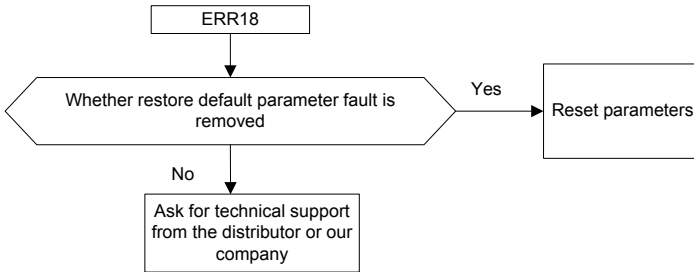 ERR18
Whether restore default parameter fault is
removed
Yes
Reset parameters
No
Ask for technical support
from the distributor or our
company